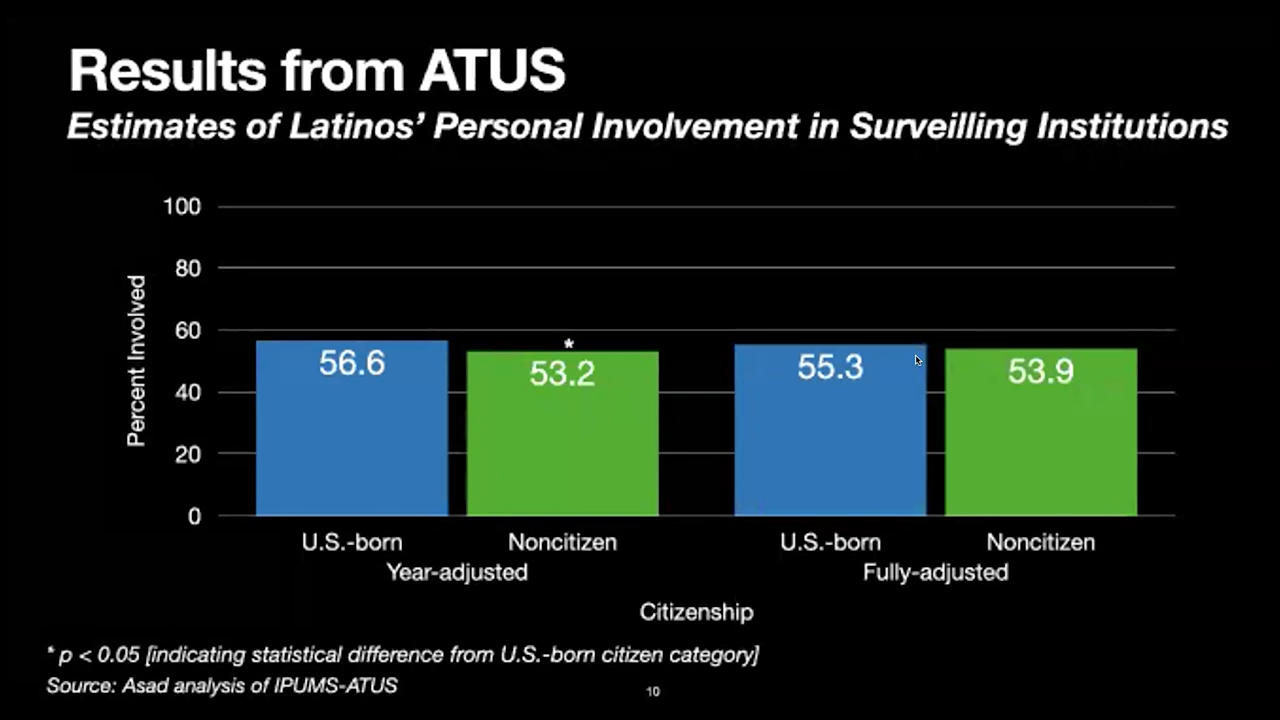 Results from ATUS
Estimates of Latinos’ Personal Involvement in Surveilling Institutions
Percent Involved
100
80
60
40
20
0
56.6
*
53.2
55.3
53.9
U.S.-born
Noncitizen
U.S.-born
Noncitizen
Year-adjusted
Fully-adjusted
Citizenship
* p < 0.05 [indicating statistical difference from U.S.-born citizen category]
Source: Asad analysis of IPUMS-ATUS
10